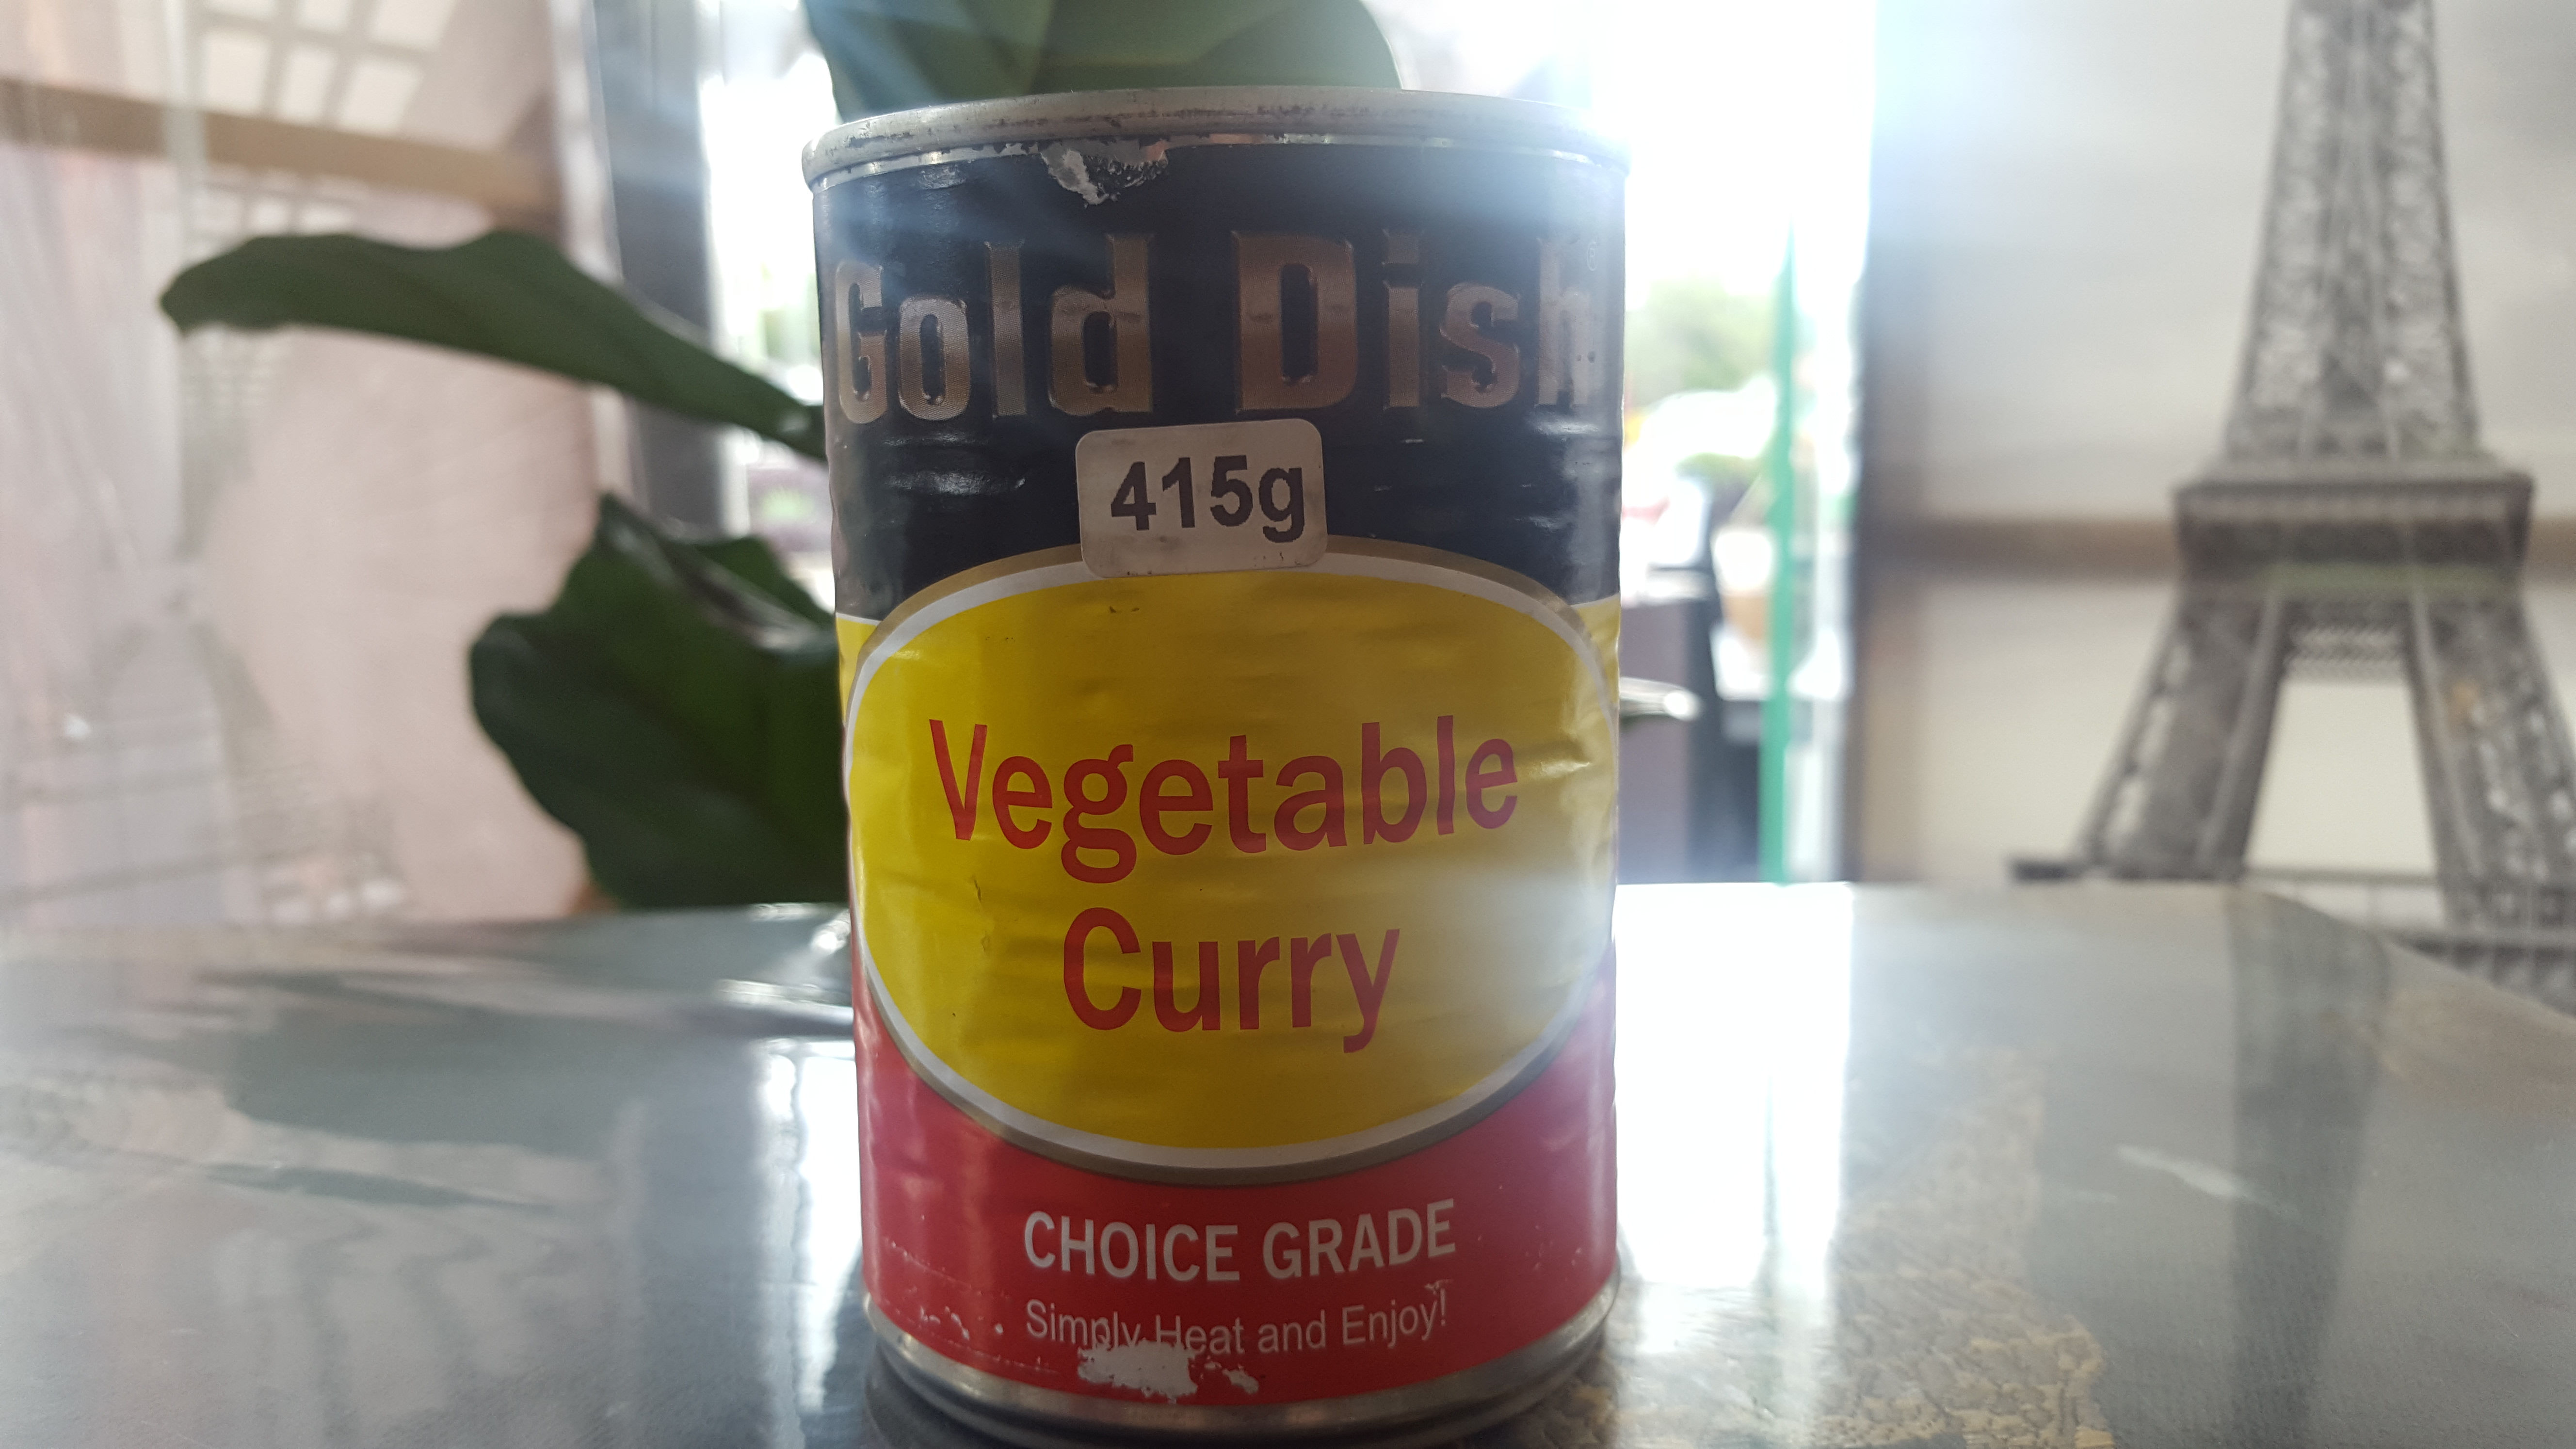 Gold Dish®
415g
Vegetable
Curry
CHOICE GRADE
Simply Heat and Enjoy!